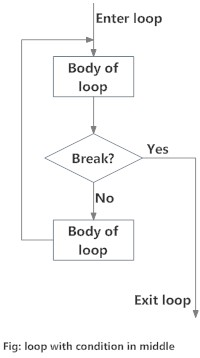 Enter loop
Body of
loop
Break?
Yes
No
Body of
loop
Exit loop
Fig: loop with condition in middle